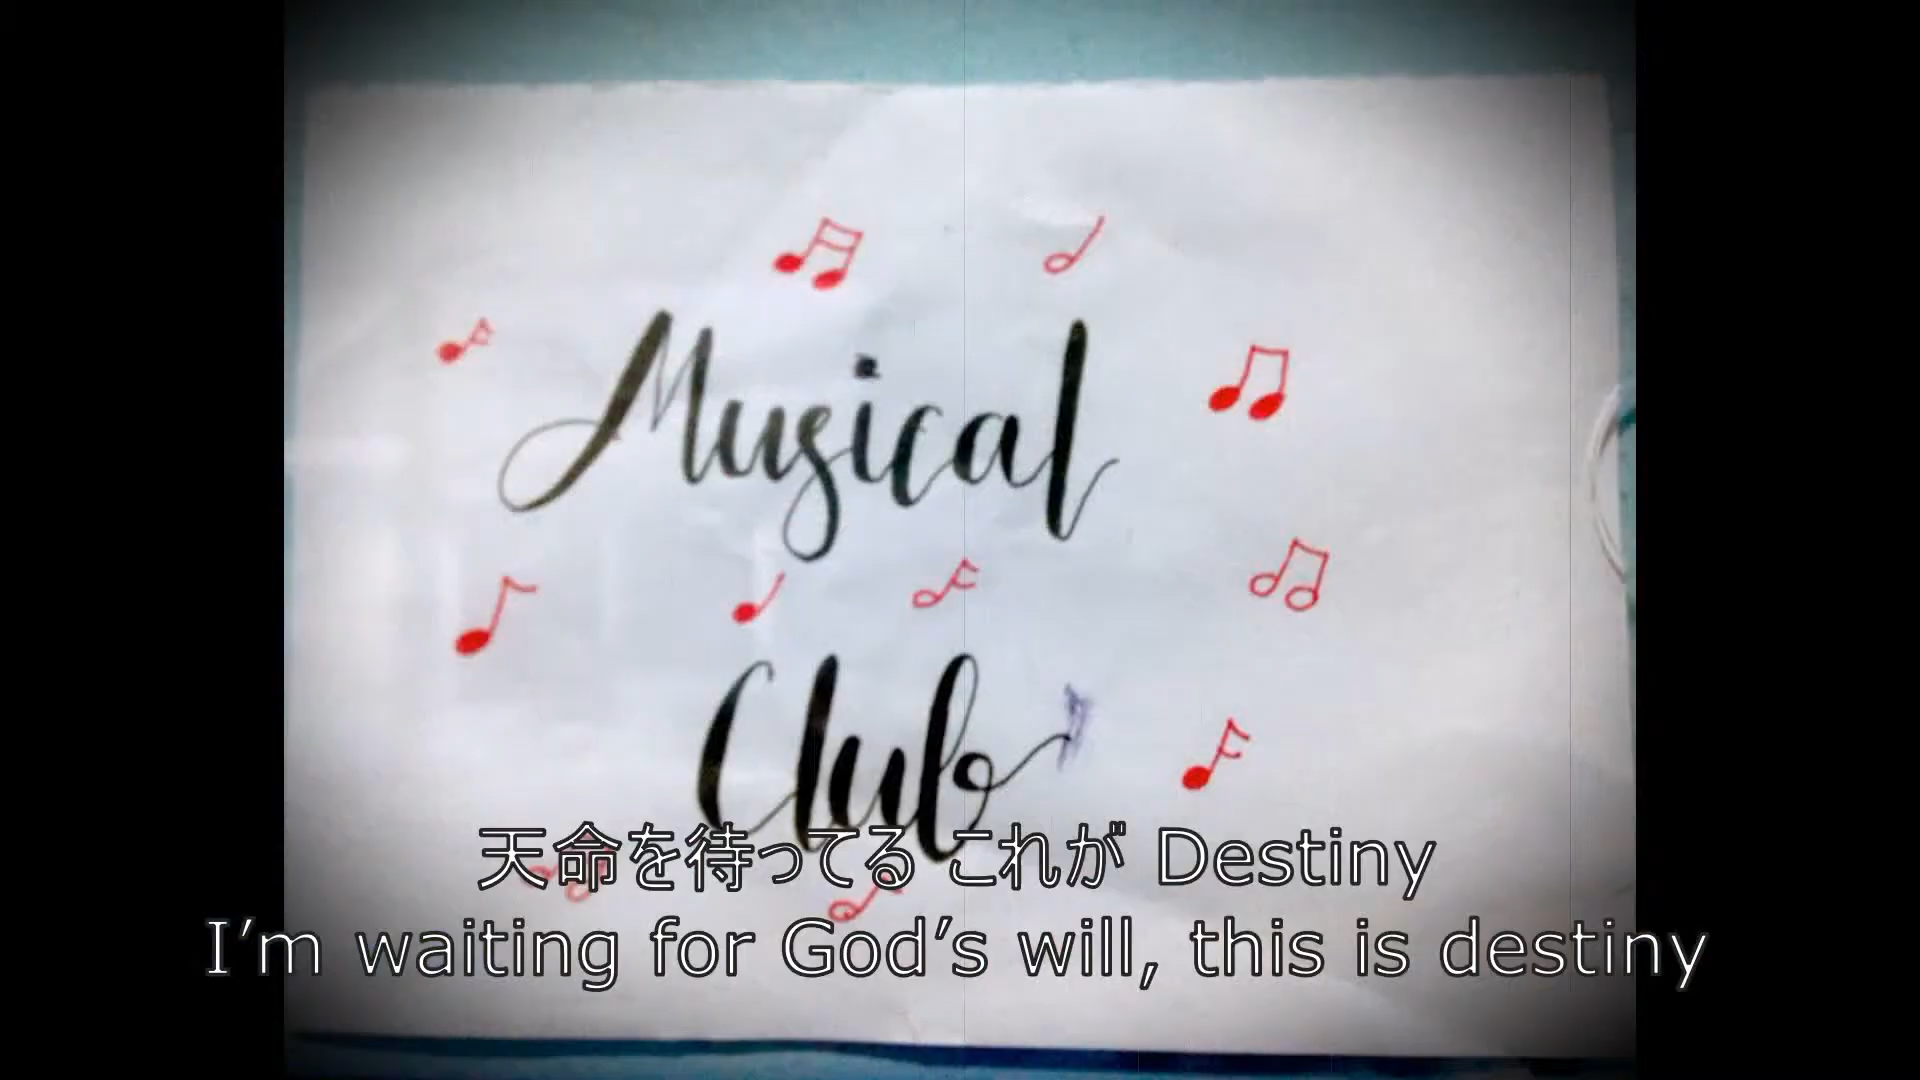 Musical
Club
天命を待ってる これが Destiny
I’m waiting for God’s will, this is destiny